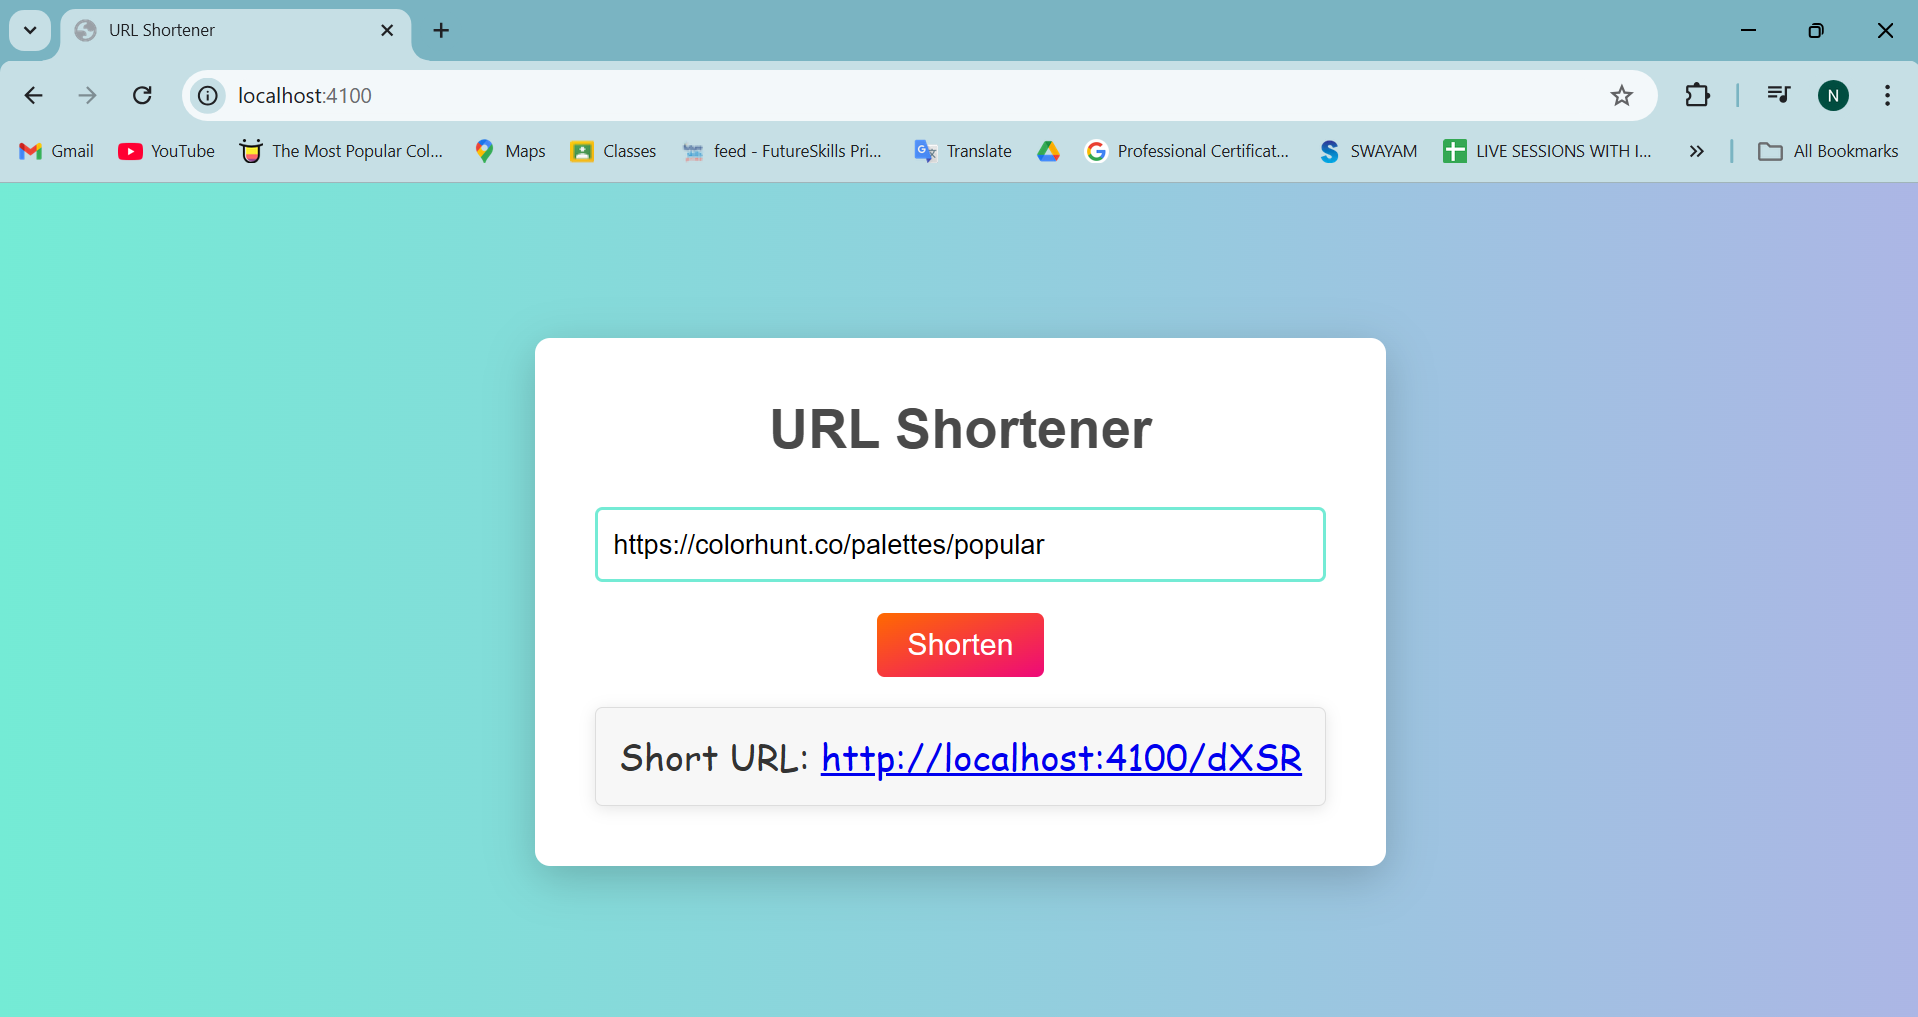 URL Shortener
localhost:4100
N
Gmail YouTube The Most Popular Col... Maps Classes feed - FutureSkills Pri... Translate Professional Certificat... SWAYAM LIVE SESSIONS WITH I... All Bookmarks
URL Shortener
https://colorhunt.co/palettes/popular
Shorten
Short URL: http://localhost:4100/dXSR